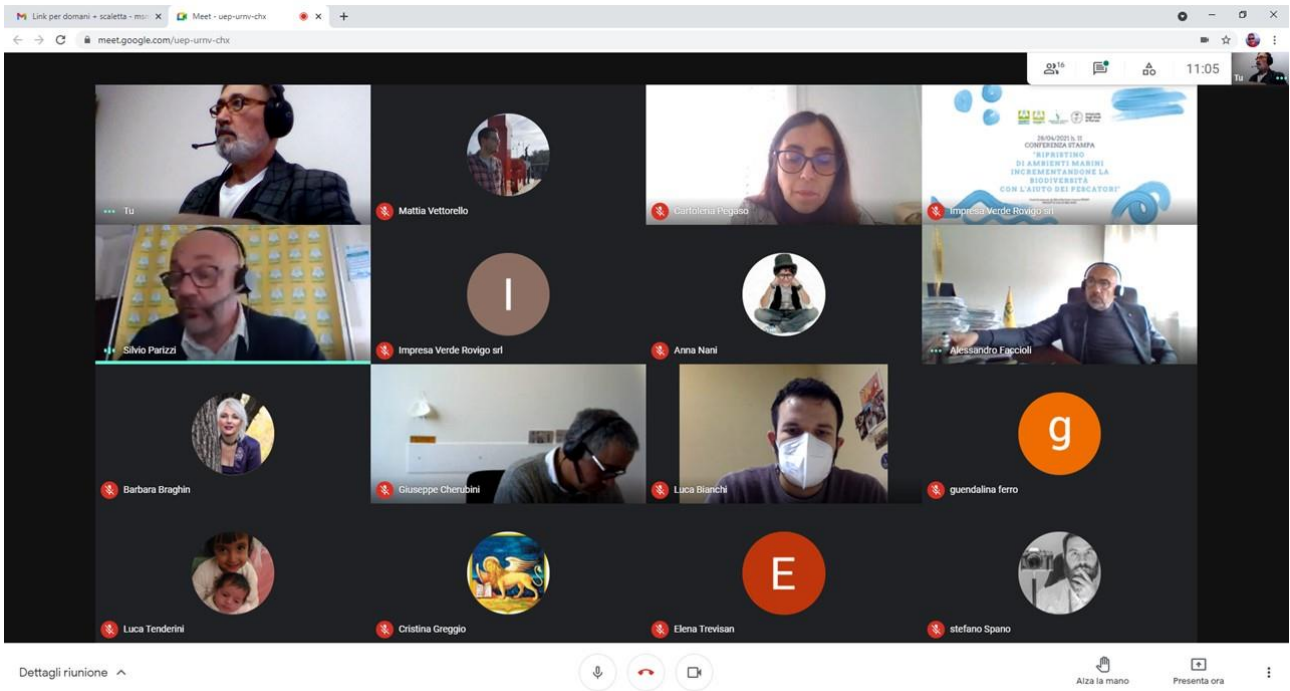 Link per domani + scaletta - ms
Meet - uep-urnv-chx
meet.google.com/uep-urnv-chx
16
11:05
Tu
Tu
Mattia Vettorello
Cartolena Pegaso
28/04/2021 h. 11
CONFERENZA STAMPA
"RIPRISTINO
DI AMBIENTI MARINI
INCREMENTANDONE LA
BIODIVERSITÀ
CON L'AIUTO DEI PESCATORI"
Impresa Verde Rovigo srl
Silvio Parizzi
I
Impresa Verde Rovigo srl
Anna Nani
Alessandro Faccioli
Barbara Braghin
Giuseppe Cherubini
Luca Bianchi
g
guendalina ferro
Luca Tenderini
Cristina Greggio
E
Elena Trevisan
stefano Spano
Dettagli riunione
Alza la mano
Presenta ora